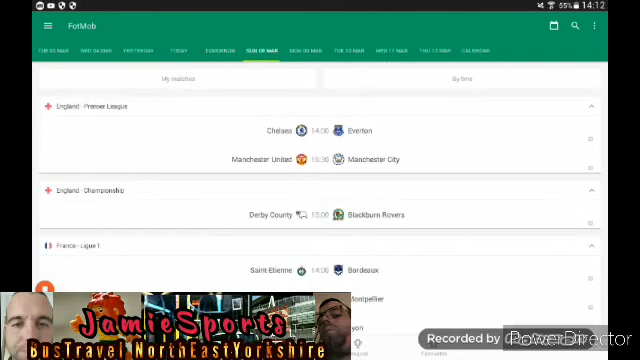 55% 14:12
FotMob
TUE 03 MAR WED 04 MAR YESTERDAY TODAY TOMORROW SUN 08 MAR MON 09 MAR TUE 10 MAR WED 11 MAR THU 12 MAR CALENDAR
My matches By time
England - Premier League
Chelsea 14:00 Everton
Manchester United 16:30 Manchester City
England - Championship
Derby County 15:00 Blackburn Rovers
France - Ligue 1
Saint-Etienne 14:00 Bordeaux
Montpellier
yon
JamieSports
BusTravel NorthEastYorkshire
Recorded by
PowerDirector